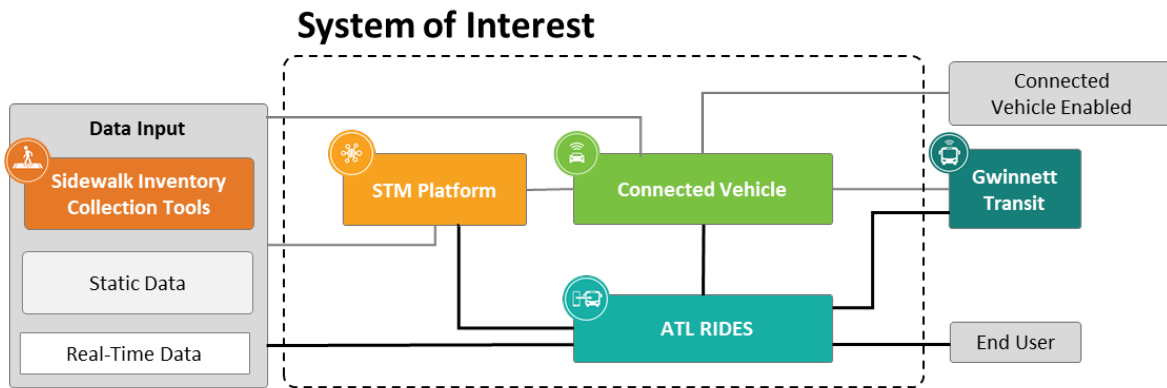 System of Interest
Data Input
Sidewalk Inventory
Collection Tools
Static Data
Real-Time Data
STM Platform
Connected Vehicle
ATL RIDES
Connected
Vehicle Enabled
Gwinnett
Transit
End User